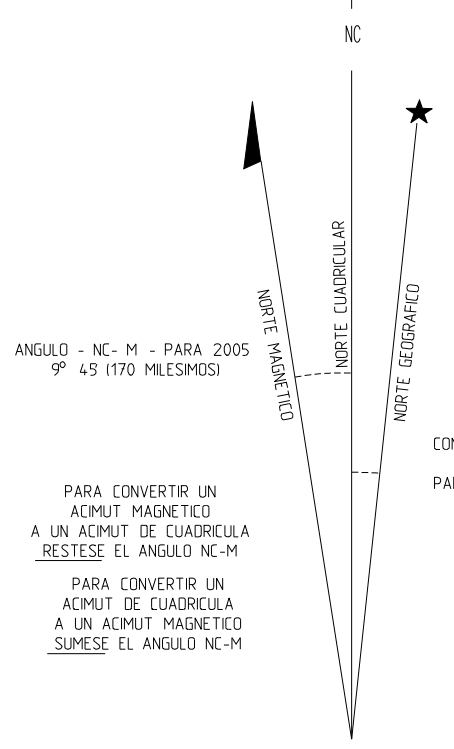 NC
NORTE MAGNETICO
NORTE CUADRICULAR
NORTE GEOGRAFICO
ANGULO - NC- M - PARA 2005
9º 45 (170 MILESIMOS)
PARA CONVERTIR UN
ACIMUT MAGNETICO
A UN ACIMUT DE CUADRICULA
RESTESE EL ANGULO NC-M
PARA CONVERTIR UN
ACIMUT DE CUADRICULA
A UN ACIMUT MAGNETICO
SUMESE EL ANGULO NC-M